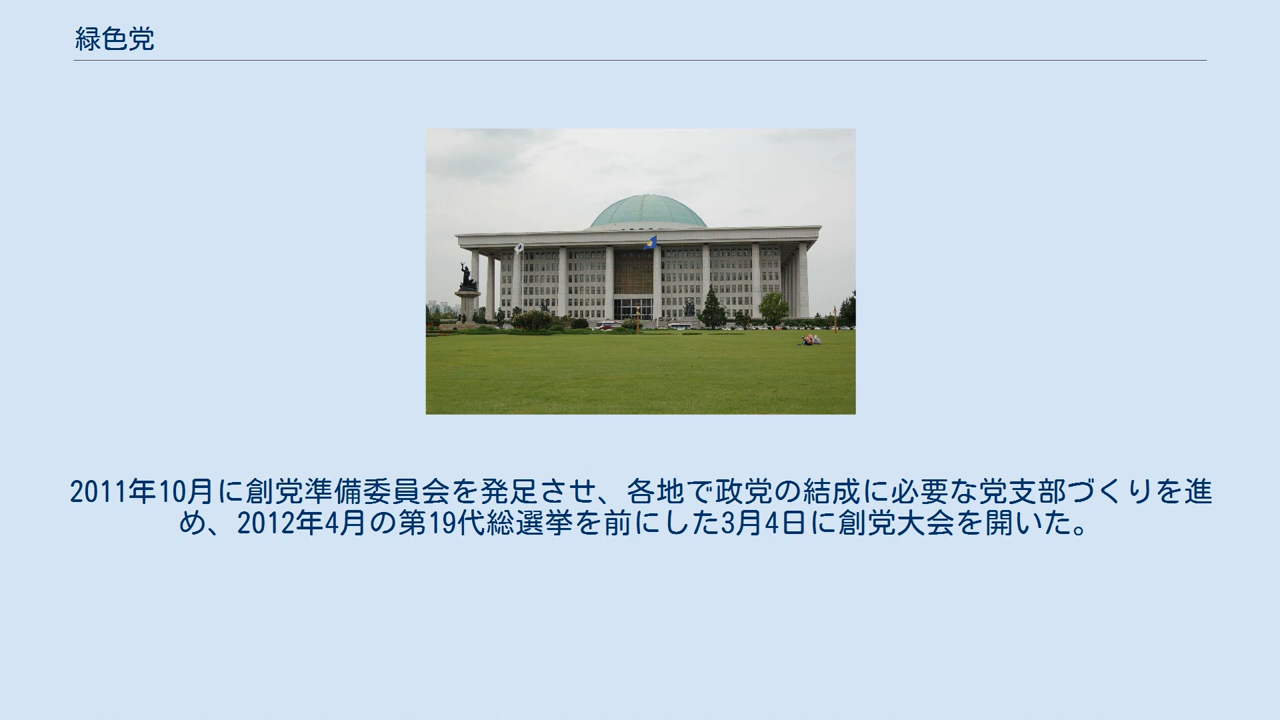 緑色党
2011年10月に創党準備委員会を発足させ、各地で政党の結成に必要な党支部づくりを進
め、2012年4月の第19代総選挙を前にした3月4日に創党大会を開いた。